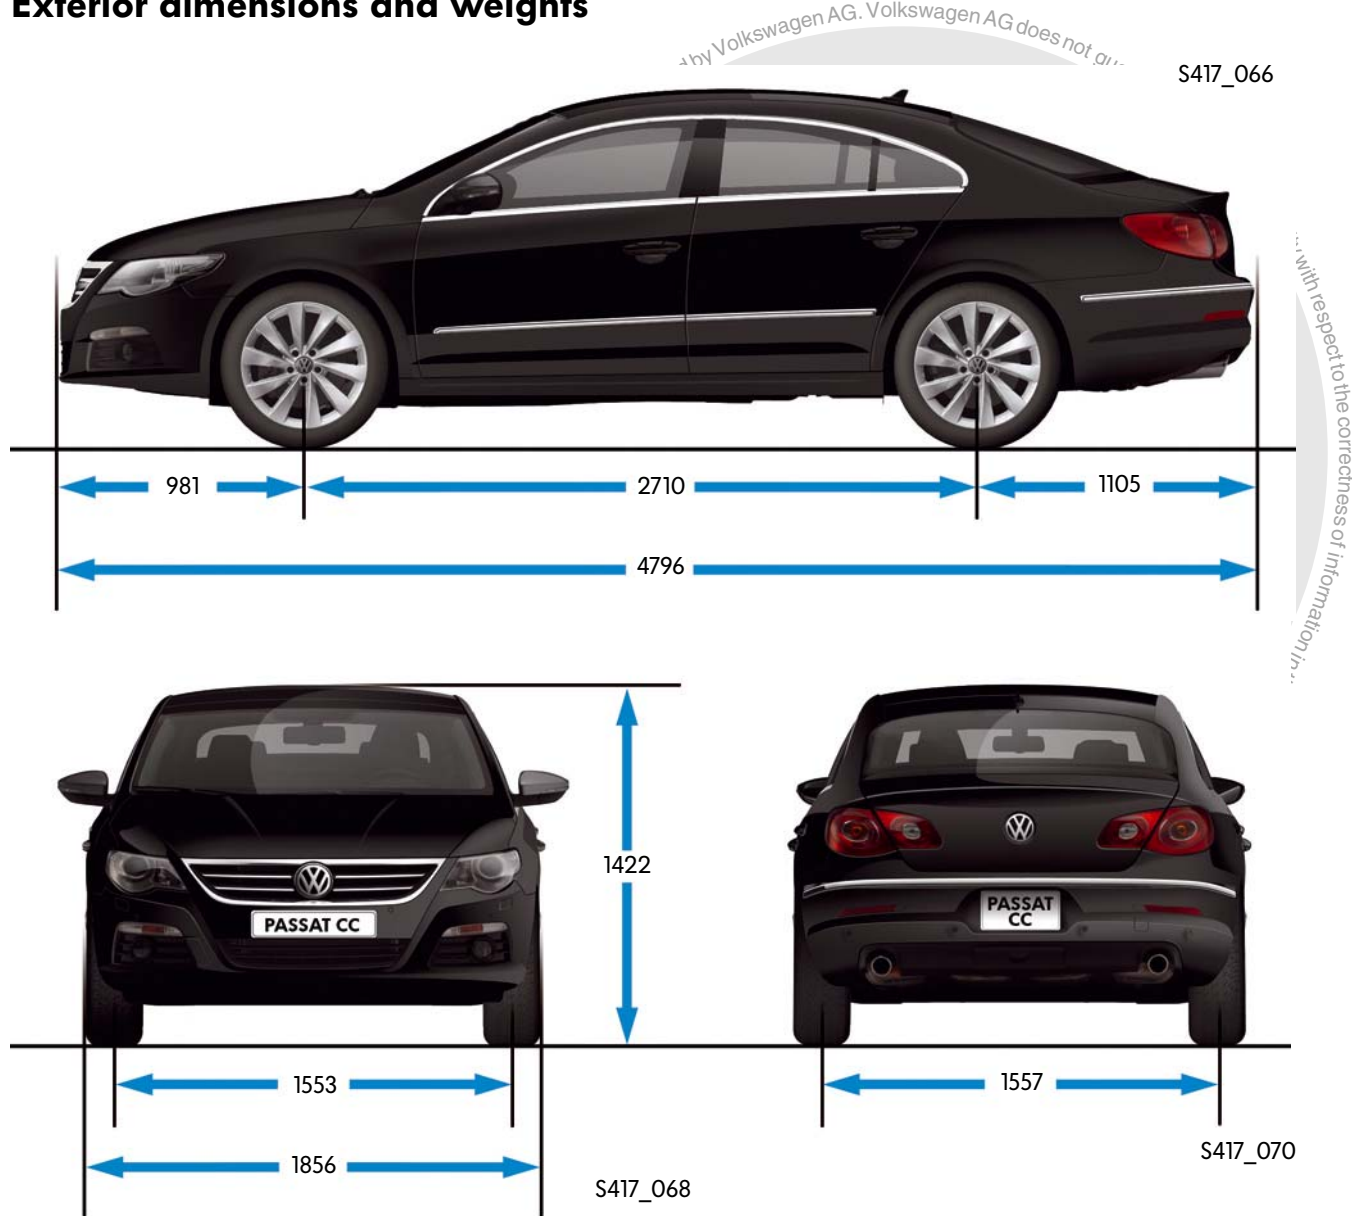 Exterior dimensions and weights
d by Volkswagen AG. Volkswagen AG does not gu
S417_066
with respect to the correctness of information in
981
2710
1105
4796
1422
PASSAT CC
PASSAT
CC
1553
1557
1856
S417_070
S417_068